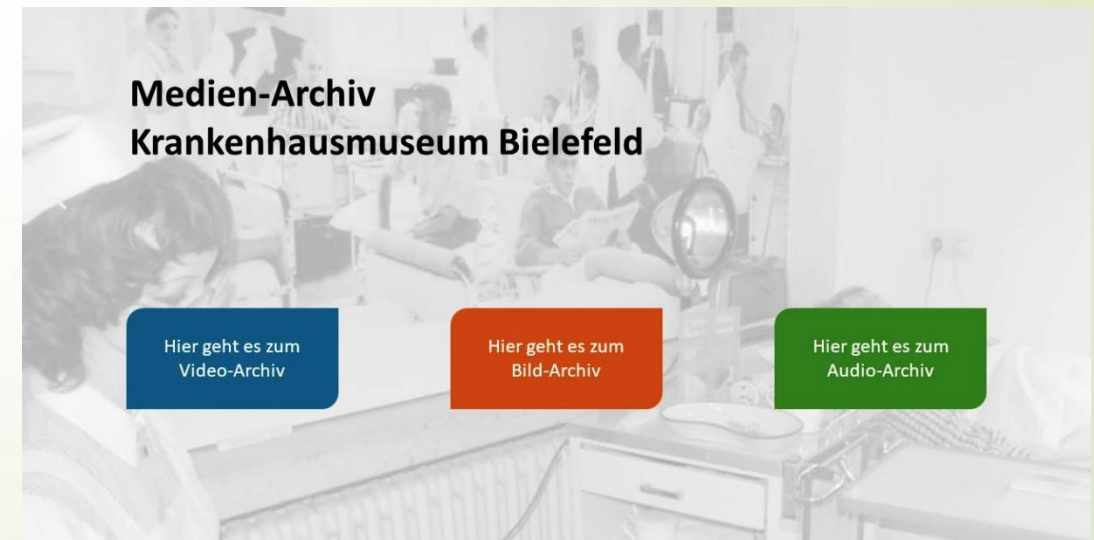 Medien-Archiv
Krankenhausmuseum Bielefeld
Hier geht es zum
Video-Archiv
Hier geht es zum
Bild-Archiv
Hier geht es zum
Audio-Archiv